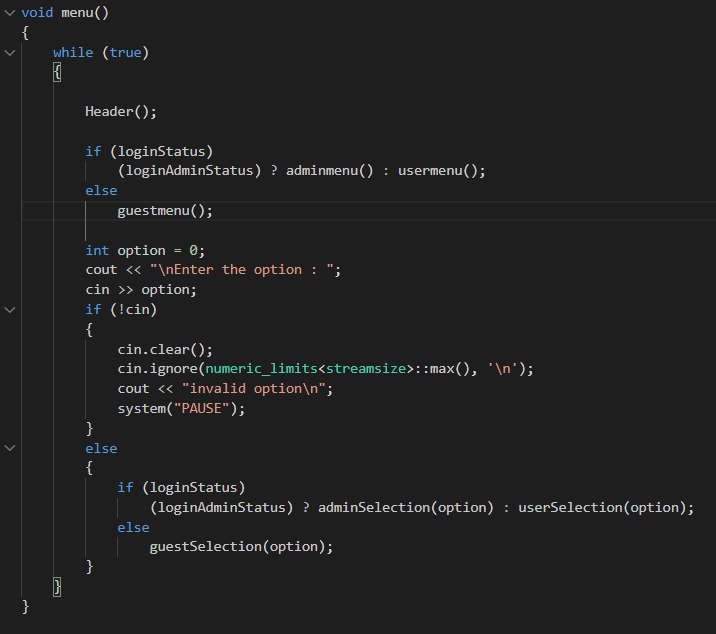 void menu()
{
    while (true)
    {
        Header();
        if (loginStatus)
            (loginAdminStatus) ? adminmenu() : usermenu();
        else
            guestmenu();
        int option = 0;
        cout << "\nEnter the option : ";
        cin >> option;
        if (!cin)
        {
            cin.clear();
            cin.ignore(numeric_limits<streamsize>::max(), '\n');
            cout << "invalid option\n";
            system("PAUSE");
        }
        else
        {
            if (loginStatus)
                (loginAdminStatus) ? adminSelection(option) : userSelection(option);
            else
                guestSelection(option);
        }
    }
}